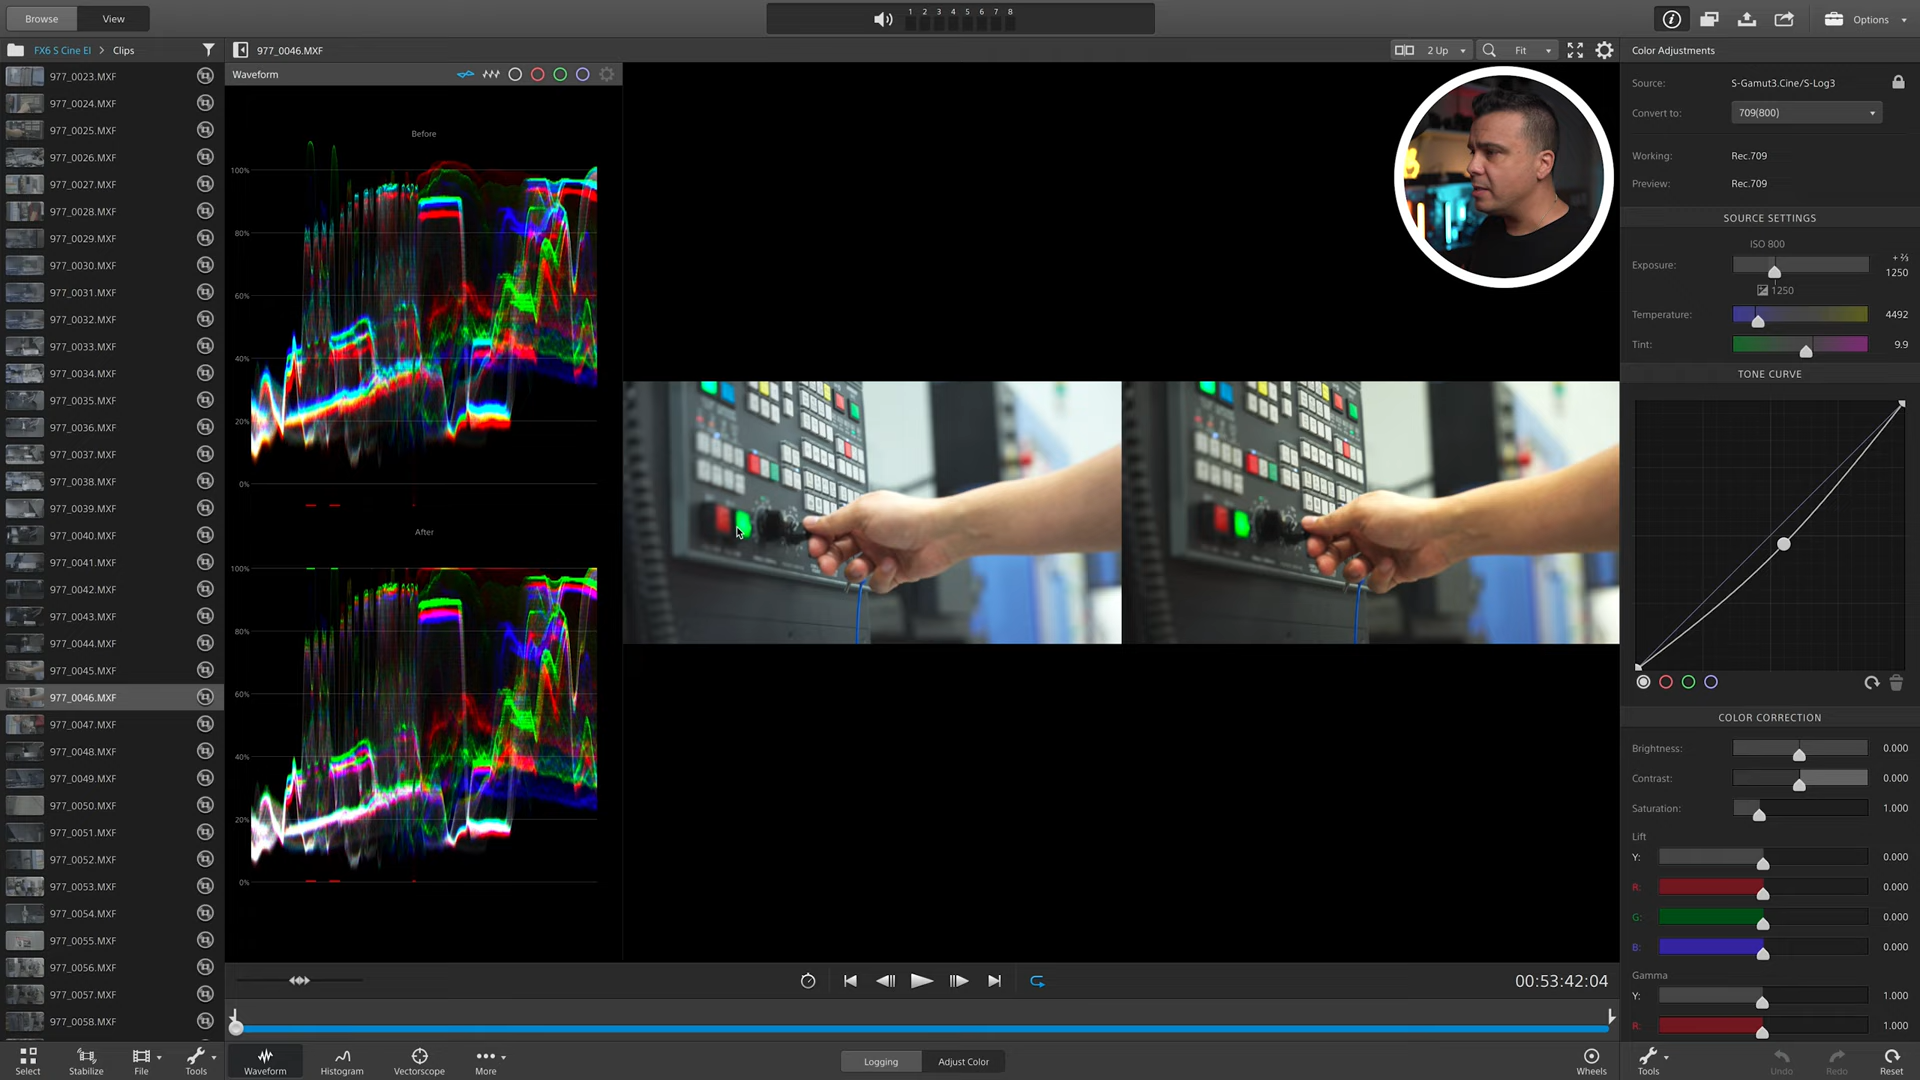 Browse View
1 2 3 4 5 6 7 8
Options
FX6 S Cine EI > Clips
977_0046.MXF
2 Up
Fit
Color Adjustments
977_0023.MXF
977_0024.MXF
977_0025.MXF
977_0026.MXF
977_0027.MXF
977_0028.MXF
977_0029.MXF
977_0030.MXF
977_0031.MXF
977_0032.MXF
977_0033.MXF
977_0034.MXF
977_0035.MXF
977_0036.MXF
977_0037.MXF
977_0038.MXF
977_0039.MXF
977_0040.MXF
977_0041.MXF
977_0042.MXF
977_0043.MXF
977_0044.MXF
977_0045.MXF
977_0046.MXF
977_0047.MXF
977_0048.MXF
977_0049.MXF
977_0050.MXF
977_0051.MXF
977_0052.MXF
977_0053.MXF
977_0054.MXF
977_0055.MXF
977_0056.MXF
977_0057.MXF
977_0058.MXF
Waveform
Before
100%
80%
60%
40%
20%
0%
After
100%
80%
60%
40%
20%
0%
Source: S-Gamut3.Cine/S-Log3
Convert to: 709(800)
Working: Rec.709
Preview: Rec.709
SOURCE SETTINGS
ISO 800
Exposure: + ⅔
1250
1250
Temperature: 4492
Tint: 9.9
TONE CURVE
COLOR CORRECTION
Brightness: 0.000
Contrast: 0.000
Saturation: 1.000
Lift
Y: 0.000
R: 0.000
G: 0.000
B: 0.000
Gamma
Y: 1.000
R: 1.000
00:53:42:04
Select Stabilize File Tools Waveform Histogram Vectorscope More
Logging Adjust Color
Wheels Tools Undo Redo Reset